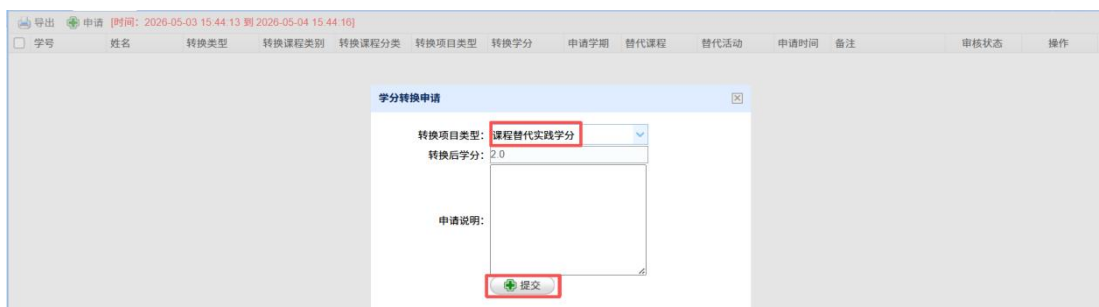 导出 申请 [时间：2026-05-03 15:44:13 到 2026-05-04 15:44:16]
学号 姓名 转换类型 转换课程类别 转换课程分类 转换项目类型 转换学分 申请学期 替代课程 替代活动 申请时间 备注 审核状态 操作
学分转换申请
转换项目类型： 课程替代实践学分
转换后学分： 2.0
申请说明：
提交